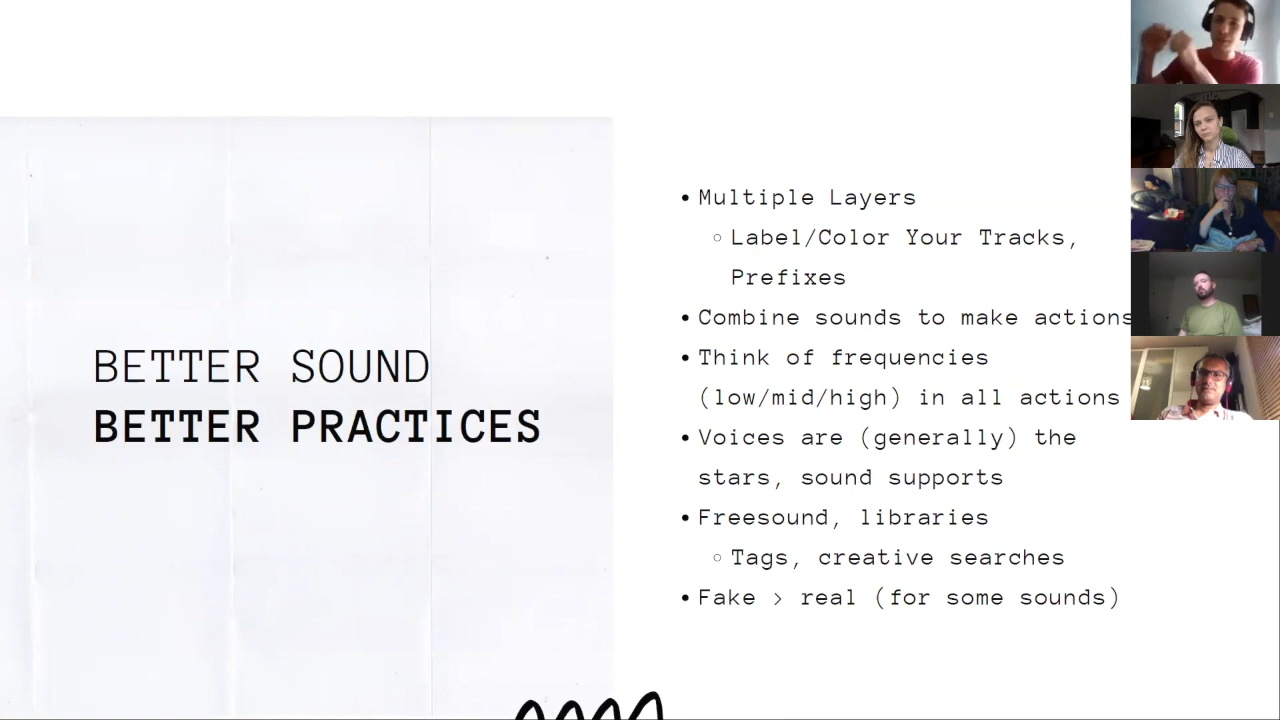 BETTER SOUND
BETTER PRACTICES
• Multiple Layers
○ Label/Color Your Tracks,
Prefixes
• Combine sounds to make actions
• Think of frequencies
(low/mid/high) in all actions
• Voices are (generally) the
stars, sound supports
• Freesound, libraries
○ Tags, creative searches
• Fake > real (for some sounds)